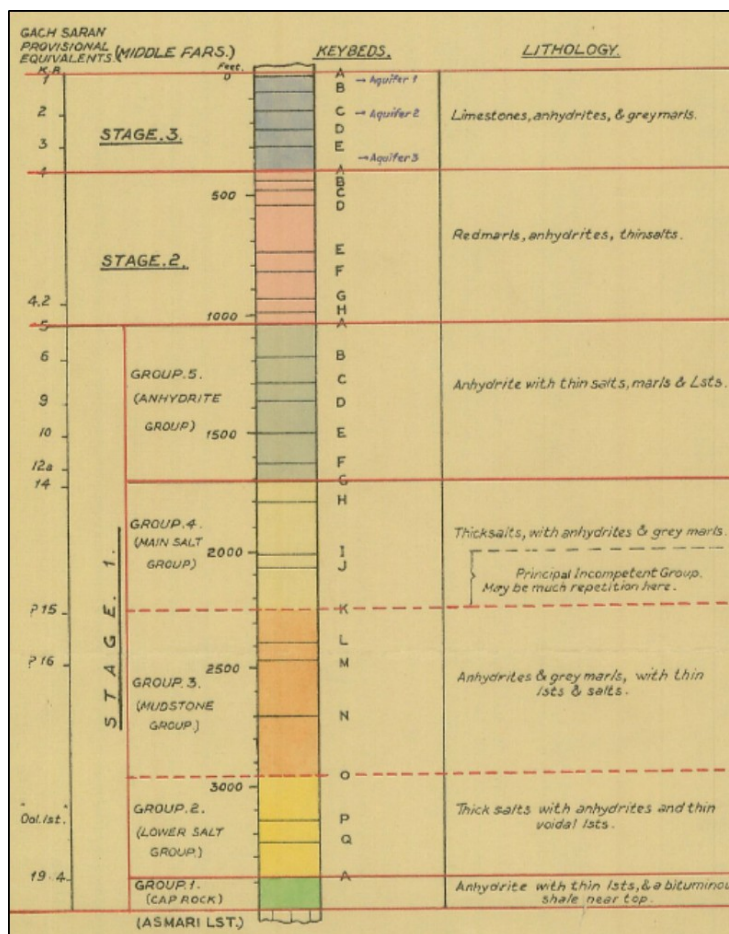 GACH SARAN
PROVISIONAL
EQUIVALENTS.
K.B.
(MIDDLE FARS.)
Feet.
KEYBEDS.
LITHOLOGY.
1
2
3
4
4.2
5
6
9
10
12a
14
?15
?16
Ool. lst.
19.4.
STAGE.3.
STAGE.2.
STAGE. 1.
GROUP.5.
(ANHYDRITE
GROUP)
GROUP.4.
(MAIN SALT
GROUP)
GROUP.3.
(MUDSTONE
GROUP.)
GROUP.2.
(LOWER SALT
GROUP.)
GROUP.1.
(CAP ROCK)
(ASMARI LST.)
0
500
1000
1500
2000
2500
3000
A
B
C
D
E
A
B
C
D
E
F
G
H
A
B
C
D
E
F
G
H
I
J
K
L
M
N
O
P
Q
A
→ Aquifer 1
→ Aquifer 2
→ Aquifer 3
Limestones, anhydrites, & grey marls.
Red marls, anhydrites, thin salts.
Anhydrite with thin salts, marls & Lsts.
Thick salts, with anhydrites & grey marls.
Principal Incompetent Group.
May be much repetition here.
Anhydrites & grey marls, with thin
lsts & salts.
Thick salts with anhydrites and thin
voidal lsts.
Anhydrite with thin lsts, & a bituminous
shale near top.